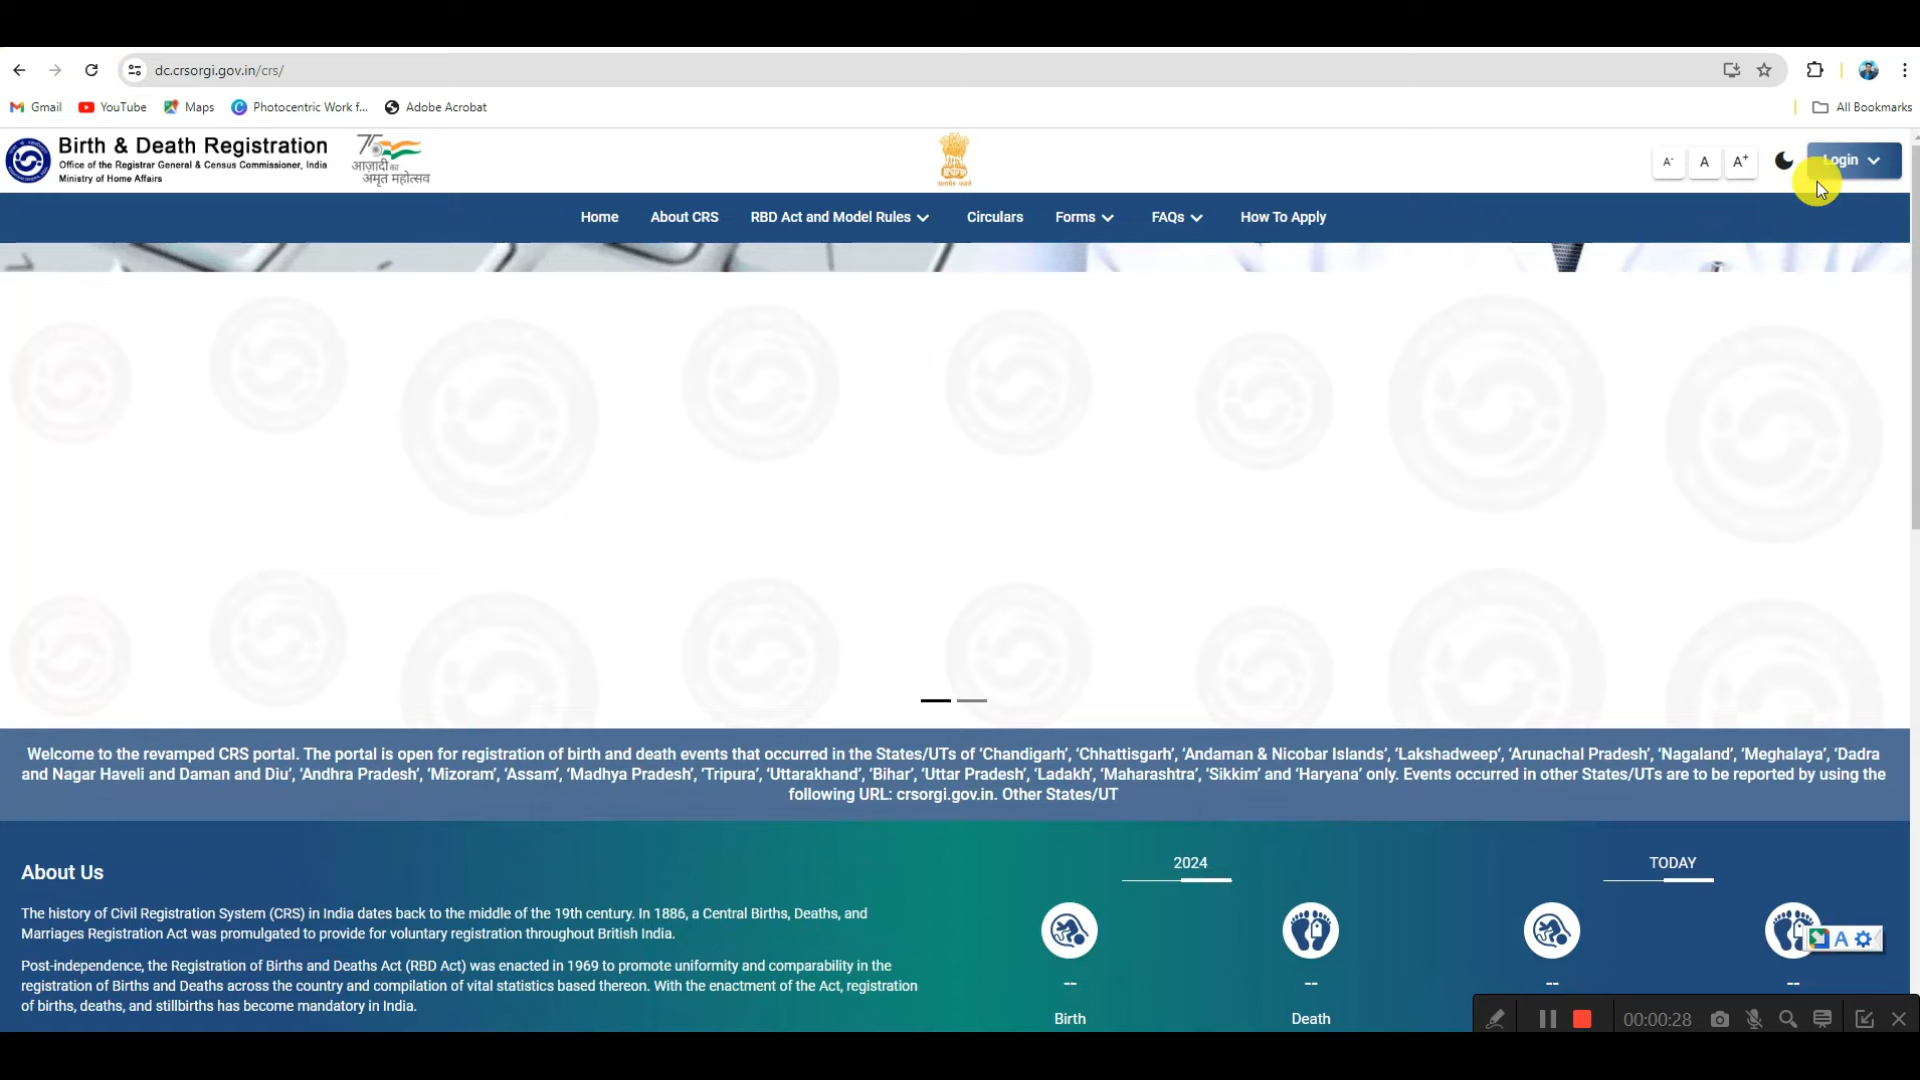 dc.crsorgi.gov.in/crs/
Gmail YouTube Maps Photocentric Work f... Adobe Acrobat All Bookmarks
Birth & Death Registration
Office of the Registrar General & Census Commissioner, India
Ministry of Home Affairs
आज़ादी का
अमृत महोत्सव
A- A A+ Login
Home About CRS RBD Act and Model Rules Circulars Forms FAQs How To Apply
Welcome to the revamped CRS portal. The portal is open for registration of birth and death events that occurred in the States/UTs of ‘Chandigarh’, ‘Chhattisgarh’, ‘Andaman & Nicobar Islands’, ‘Lakshadweep‘, ‘Arunachal Pradesh’, ‘Nagaland’, ‘Meghalaya’, ‘Dadra
and Nagar Haveli and Daman and Diu’, ‘Andhra Pradesh’, ‘Mizoram’, ‘Assam’, ‘Madhya Pradesh’, ‘Tripura’, ‘Uttarakhand’, ‘Bihar’, ‘Uttar Pradesh’, ‘Ladakh’, ‘Maharashtra’, ‘Sikkim’ and ‘Haryana’ only. Events occurred in other States/UTs are to be reported by using the
following URL: crsorgi.gov.in. Other States/UT
About Us
2024 TODAY
The history of Civil Registration System (CRS) in India dates back to the middle of the 19th century. In 1886, a Central Births, Deaths, and
Marriages Registration Act was promulgated to provide for voluntary registration throughout British India.
Post-independence, the Registration of Births and Deaths Act (RBD Act) was enacted in 1969 to promote uniformity and comparability in the
registration of Births and Deaths across the country and compilation of vital statistics based thereon. With the enactment of the Act, registration
of births, deaths, and stillbirths has become mandatory in India.
A
-- -- -- --
Birth Death
00:00:28